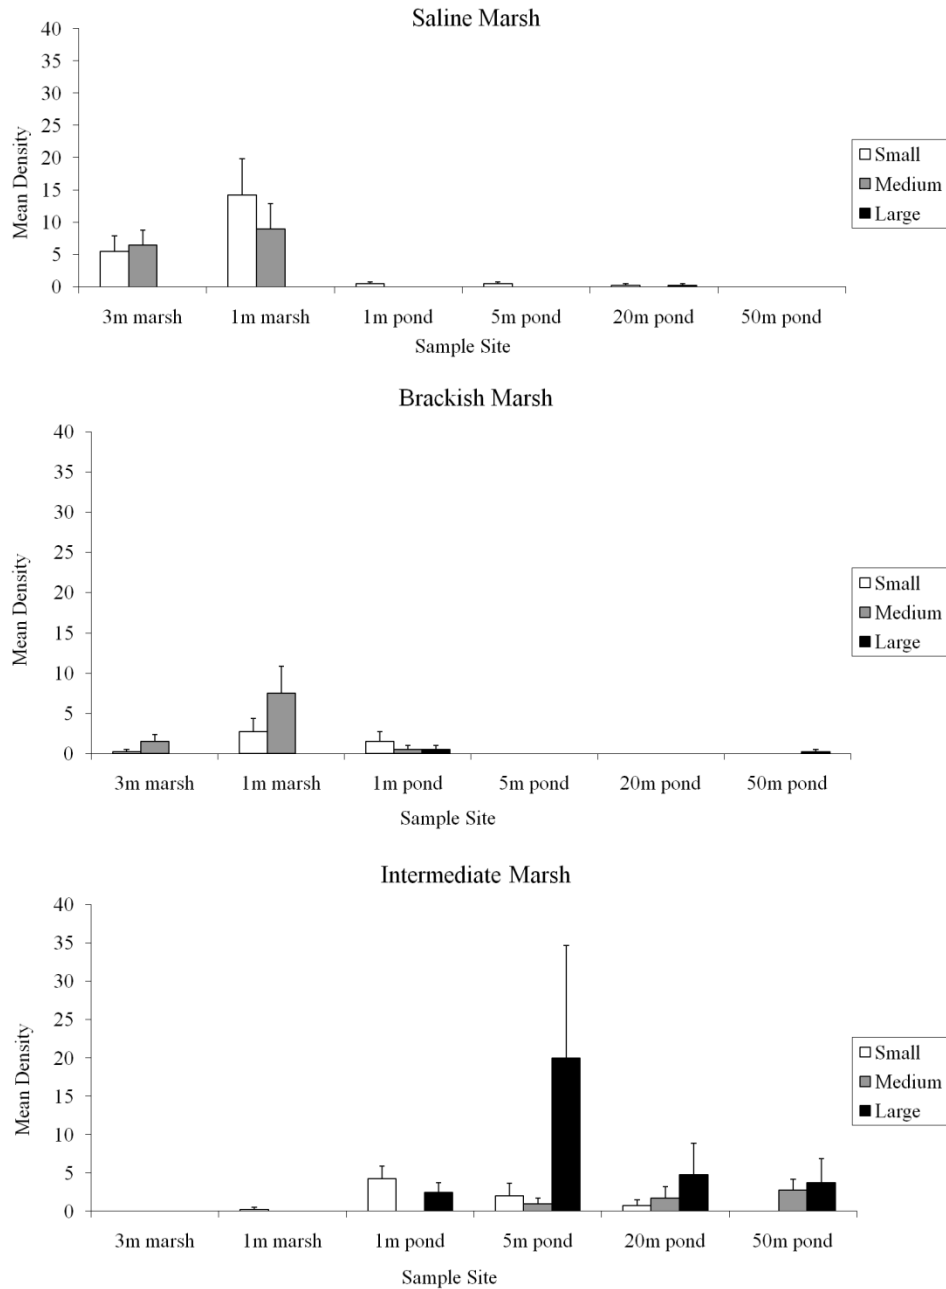 Saline Marsh
40
35
30
25
20
15
10
5
0
Mean Density
3m marsh 1m marsh 1m pond 5m pond 20m pond 50m pond
Sample Site
Small
Medium
Large
Brackish Marsh
40
35
30
25
20
15
10
5
0
Mean Density
3m marsh 1m marsh 1m pond 5m pond 20m pond 50m pond
Sample Site
Small
Medium
Large
Intermediate Marsh
40
35
30
25
20
15
10
5
0
Mean Density
3m marsh 1m marsh 1m pond 5m pond 20m pond 50m pond
Sample Site
Small
Medium
Large